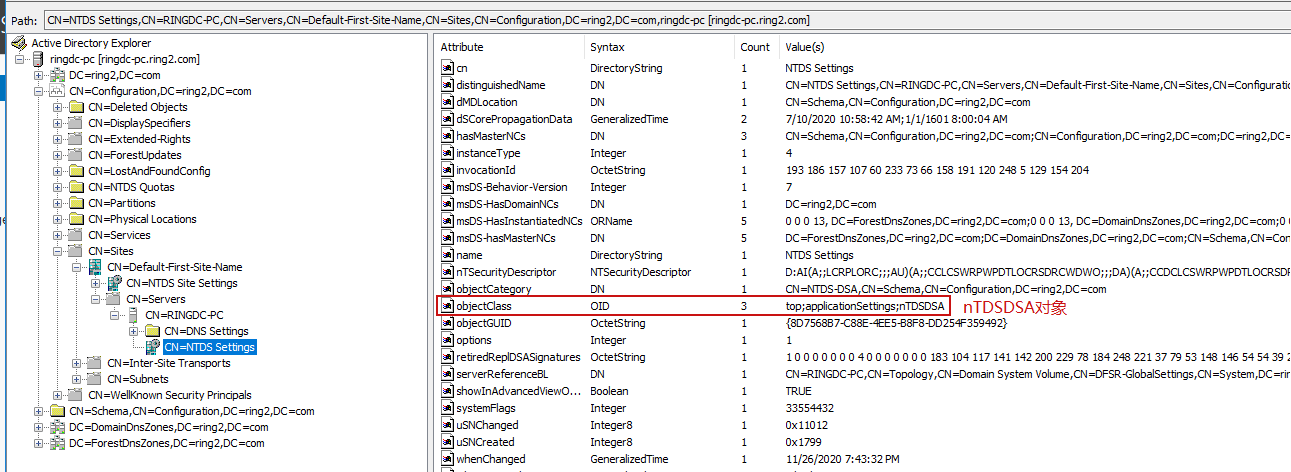 Path: CN=NTDS Settings,CN=RINGDC-PC,CN=Servers,CN=Default-First-Site-Name,CN=Sites,CN=Configuration,DC=ring2,DC=com,ringdc-pc [ringdc-pc.ring2.com]
Active Directory Explorer
ringdc-pc [ringdc-pc.ring2.com]
DC=ring2,DC=com
CN=Configuration,DC=ring2,DC=com
CN=Deleted Objects
CN=DisplaySpecifiers
CN=Extended-Rights
CN=ForestUpdates
CN=LostAndFoundConfig
CN=NTDS Quotas
CN=Partitions
CN=Physical Locations
CN=Services
CN=Sites
CN=Default-First-Site-Name
CN=NTDS Site Settings
CN=Servers
CN=RINGDC-PC
CN=DNS Settings
CN=NTDS Settings
CN=Inter-Site Transports
CN=Subnets
CN=WellKnown Security Principals
CN=Schema,CN=Configuration,DC=ring2,DC=com
DC=DomainDnsZones,DC=ring2,DC=com
DC=ForestDnsZones,DC=ring2,DC=com
Attribute Syntax Count Value(s)
cn DirectoryString 1 NTDS Settings
distinguishedName DN 1 CN=NTDS Settings,CN=RINGDC-PC,CN=Servers,CN=Default-First-Site-Name,CN=Sites,CN=Configuration
dMDLocation DN 1 CN=Schema,CN=Configuration,DC=ring2,DC=com
dSCorePropagationData GeneralizedTime 2 7/10/2020 10:58:42 AM;1/1/1601 8:00:04 AM
hasMasterNCs DN 3 CN=Schema,CN=Configuration,DC=ring2,DC=com;CN=Configuration,DC=ring2,DC=com;DC=ring2,DC=com
instanceType Integer 1 4
invocationId OctetString 1 193 186 157 107 60 233 73 66 158 191 120 248 5 129 154 204
msDS-Behavior-Version Integer 1 7
msDS-HasDomainNCs DN 1 DC=ring2,DC=com
msDS-HasInstantiatedNCs ORName 5 0 0 0 13, DC=ForestDnsZones,DC=ring2,DC=com;0 0 0 13, DC=DomainDnsZones,DC=ring2,DC=com;0
msDS-hasMasterNCs DN 5 DC=ForestDnsZones,DC=ring2,DC=com;DC=DomainDnsZones,DC=ring2,DC=com;CN=Schema,CN=Con
name DirectoryString 1 NTDS Settings
nTSecurityDescriptor NTSecurityDescriptor 1 D:AI(A;;LCRPLORC;;;AU)(A;;CCLCSWRPWPDTLOCRSDRCWDWO;;;DA)(A;;CCDCLCSWRPWPDTLOCRSDR
objectCategory DN 1 CN=NTDS-DSA,CN=Schema,CN=Configuration,DC=ring2,DC=com
objectClass OID 3 top;applicationSettings;nTDSDSA nTDSDSA对象
objectGUID OctetString 1 {8D7568B7-C88E-4EE5-B8F8-DD254F359492}
options Integer 1 1
retiredReplDSASignatures OctetString 1 1 0 0 0 0 0 0 0 4 0 0 0 0 0 0 0 183 104 117 141 142 200 229 78 184 248 221 37 79 53 148 146 54 54 39 2
serverReferenceBL DN 1 CN=RINGDC-PC,CN=Topology,CN=Domain System Volume,CN=DFSR-GlobalSettings,CN=System,DC=rin
showInAdvancedViewO... Boolean 1 TRUE
systemFlags Integer 1 33554432
uSNChanged Integer8 1 0x11012
uSNCreated Integer8 1 0x1799
whenChanged GeneralizedTime 1 11/26/2020 7:43:32 PM